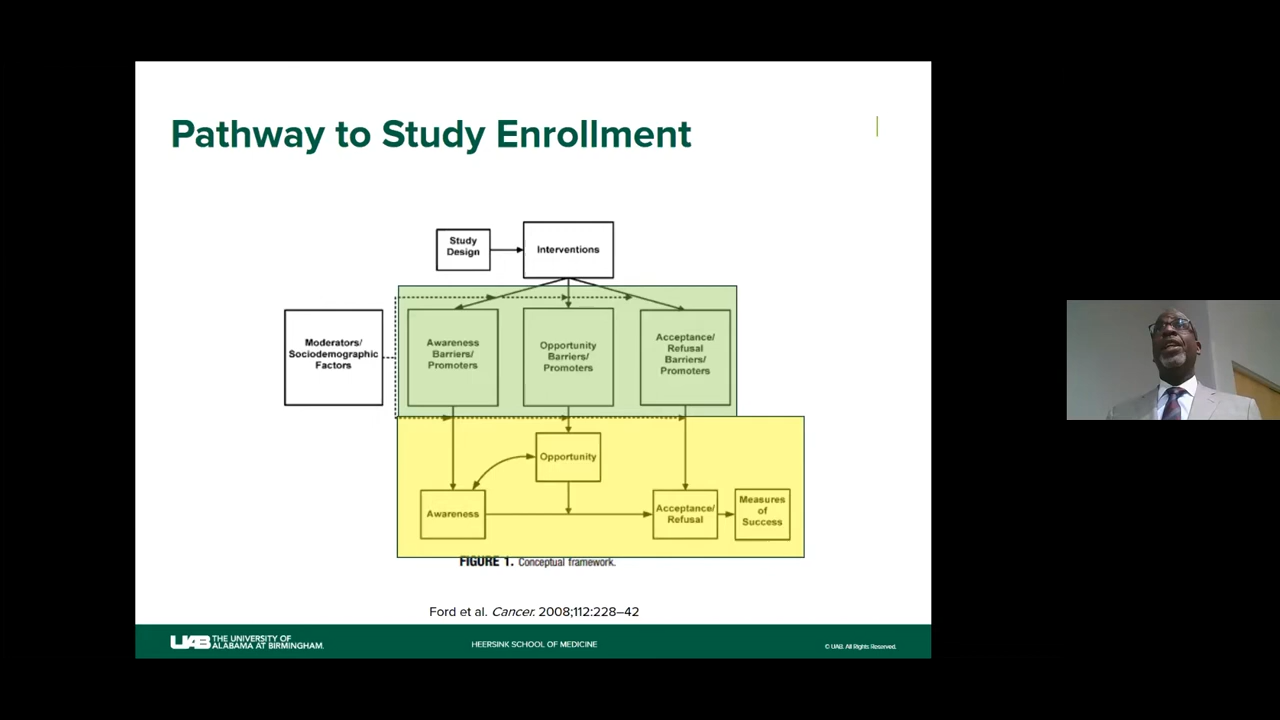 Pathway to Study Enrollment
Study
Design
Interventions
Moderators/
Sociodemographic
Factors
Awareness
Barriers/
Promoters
Opportunity
Barriers/
Promoters
Acceptance/
Refusal
Barriers/
Promoters
Opportunity
Awareness
Acceptance/
Refusal
Measures
of
Success
FIGURE 1. Conceptual framework.
Ford et al. Cancer. 2008;112:228–42
UAB THE UNIVERSITY OF
ALABAMA AT BIRMINGHAM.
HEERSINK SCHOOL OF MEDICINE
© UAB. All Rights Reserved.